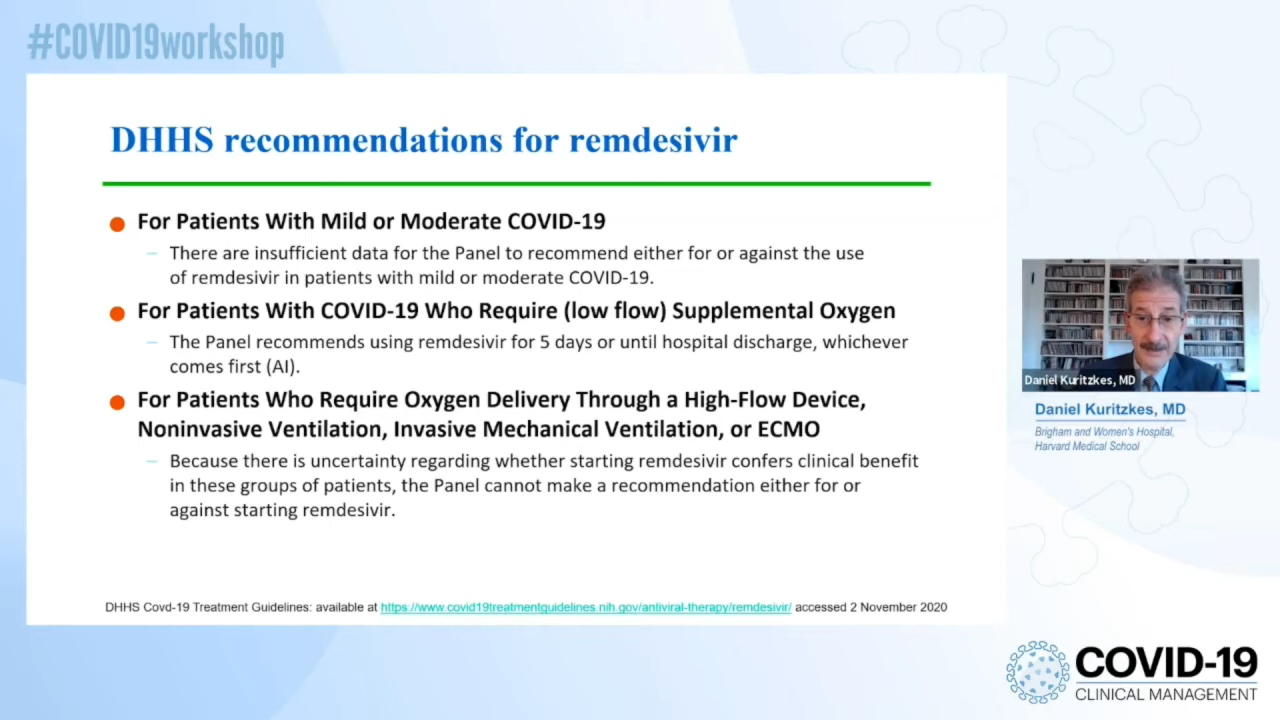 #COVID19workshop
DHHS recommendations for remdesivir
For Patients With Mild or Moderate COVID-19
– There are insufficient data for the Panel to recommend either for or against the use
of remdesivir in patients with mild or moderate COVID-19.
For Patients With COVID-19 Who Require (low flow) Supplemental Oxygen
– The Panel recommends using remdesivir for 5 days or until hospital discharge, whichever
comes first (AI).
For Patients Who Require Oxygen Delivery Through a High-Flow Device,
Noninvasive Ventilation, Invasive Mechanical Ventilation, or ECMO
– Because there is uncertainty regarding whether starting remdesivir confers clinical benefit
in these groups of patients, the Panel cannot make a recommendation either for or
against starting remdesivir.
DHHS Covd-19 Treatment Guidelines: available at https://www.covid19treatmentguidelines.nih.gov/antiviral-therapy/remdesivir/ accessed 2 November 2020
Daniel Kuritzkes, MD
Daniel Kuritzkes, MD
Brigham and Women's Hospital,
Harvard Medical School
COVID-19
CLINICAL MANAGEMENT